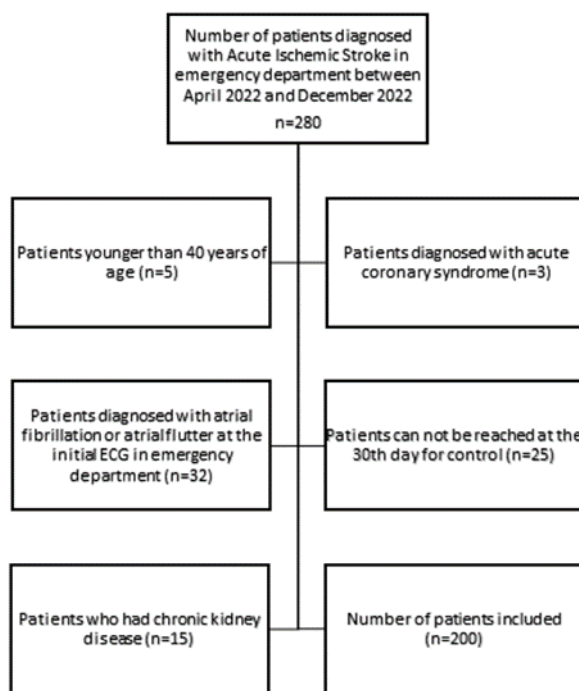 Number of patients diagnosed
with Acute Ischemic Stroke in
emergency department between
April 2022 and December 2022
n=280
Patients younger than 40 years of
age (n=5)
Patients diagnosed with acute
coronary syndrome (n=3)
Patients diagnosed with atrial
fibrillation or atrial flutter at the
initial ECG in emergency
department (n=32)
Patients can not be reached at the
30th day for control (n=25)
Patients who had chronic kidney
disease (n=15)
Number of patients included
(n=200)